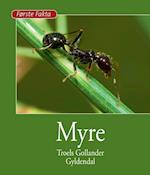 Første Fakta
Myre
Troels Gollander
Gyldendal